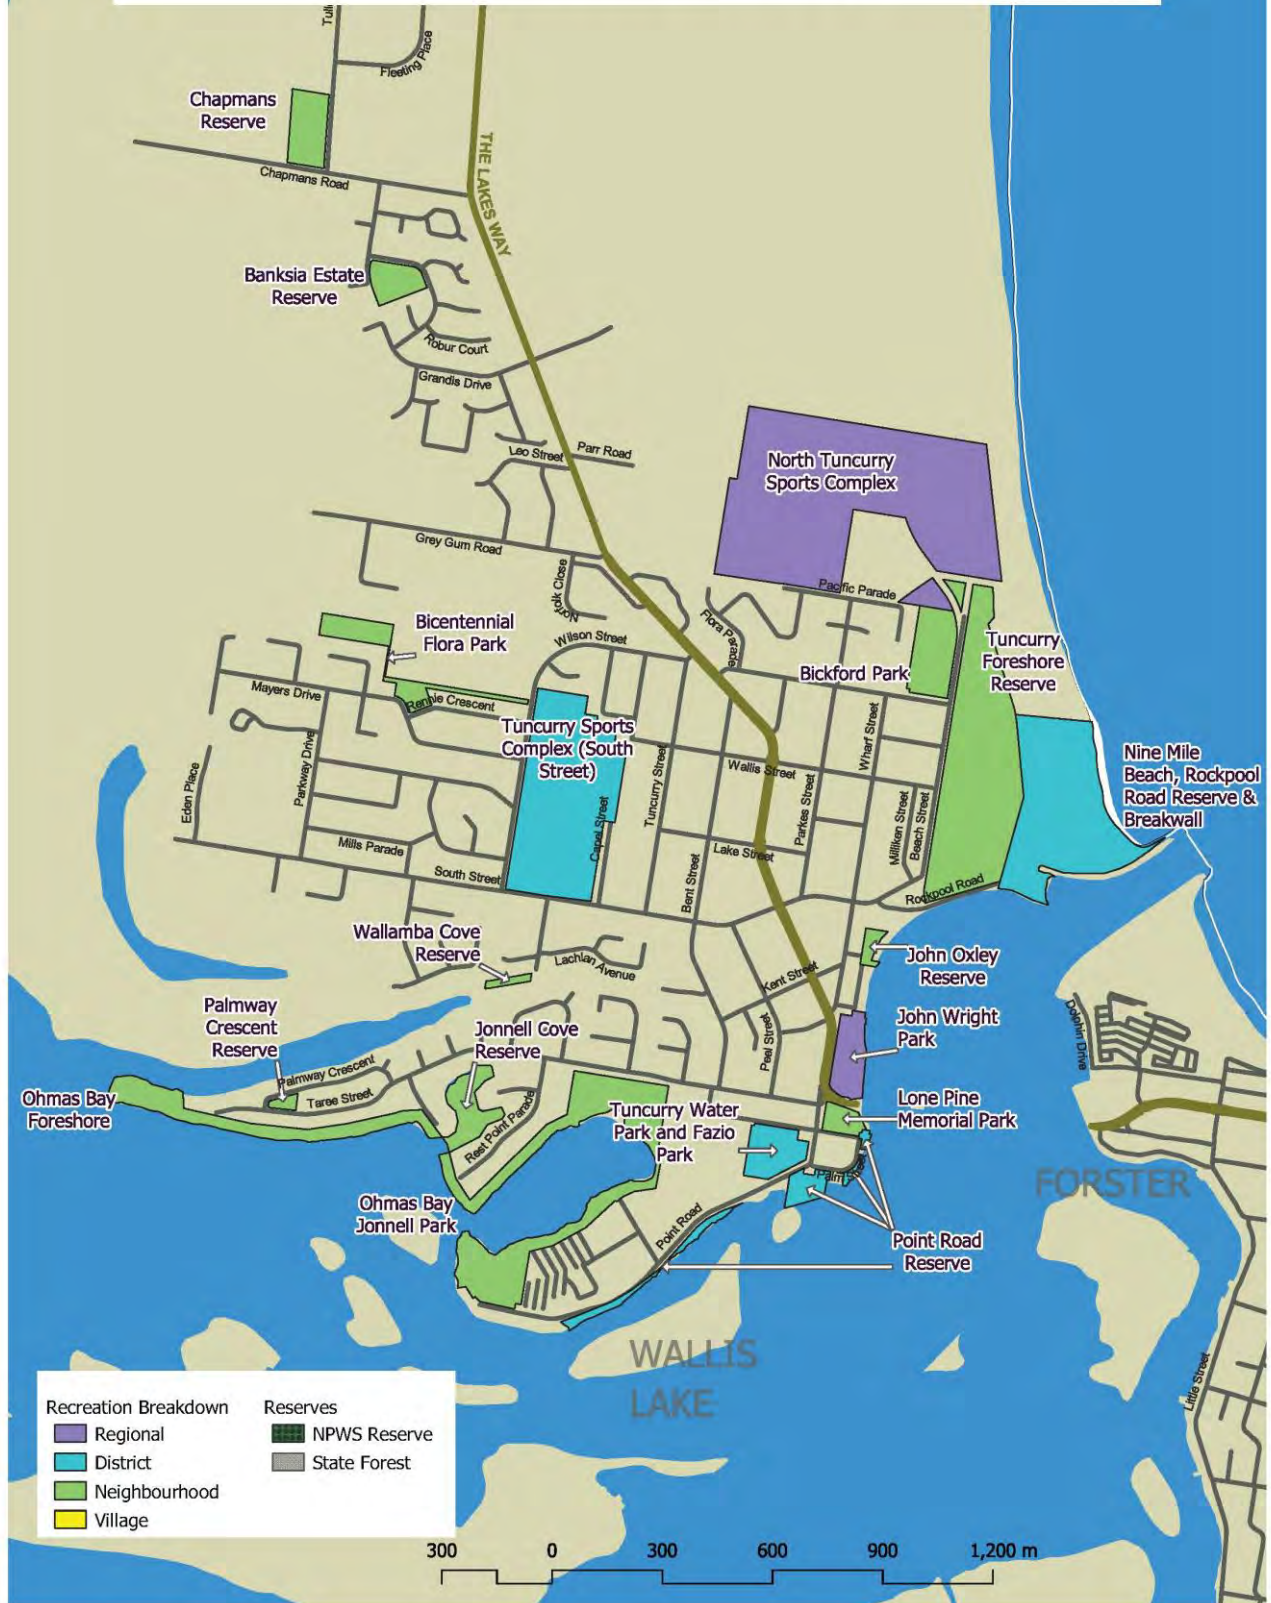 Fleeting Place
Chapmans
Reserve
Chapmans Road
THE LAKES WAY
Banksia Estate
Reserve
Robur Court
Grandis Drive
Leo Street
Parr Road
North Tuncurry
Sports Complex
Grey Gum Road
Norfolk Close
Pacific Parade
Flora Parade
Bicentennial
Flora Park
Wilson Street
Tuncurry
Foreshore
Reserve
Bickford Park
Mayers Drive
Rennie Crescent
Tuncurry Sports
Complex (South
Street)
Wharf Street
Nine Mile
Beach, Rockpool
Road Reserve &
Breakwall
Eden Place
Parkway Drive
Tuncurry Street
Wallis Street
Parkes Street
Capel Street
Milliken Street
Beach Street
Mills Parade
Lake Street
South Street
Bent Street
Rockpool Road
Wallamba Cove
Reserve
Lachlan Avenue
Kent Street
John Oxley
Reserve
Palmway
Crescent
Reserve
Jonnell Cove
Reserve
Peel Street
John Wright
Park
Dolphin Drive
Palmway Crescent
Taree Street
Ohmas Bay
Foreshore
Rest Point Parade
Tuncurry Water
Park and Fazio
Park
Lone Pine
Memorial Park
Palm Street
FORSTER
Ohmas Bay
Jonnell Park
Point Road
Point Road
Reserve
WALLIS
LAKE
Little Street
Recreation Breakdown
Regional
District
Neighbourhood
Village
Reserves
NPWS Reserve
State Forest
300 0 300 600 900 1,200 m